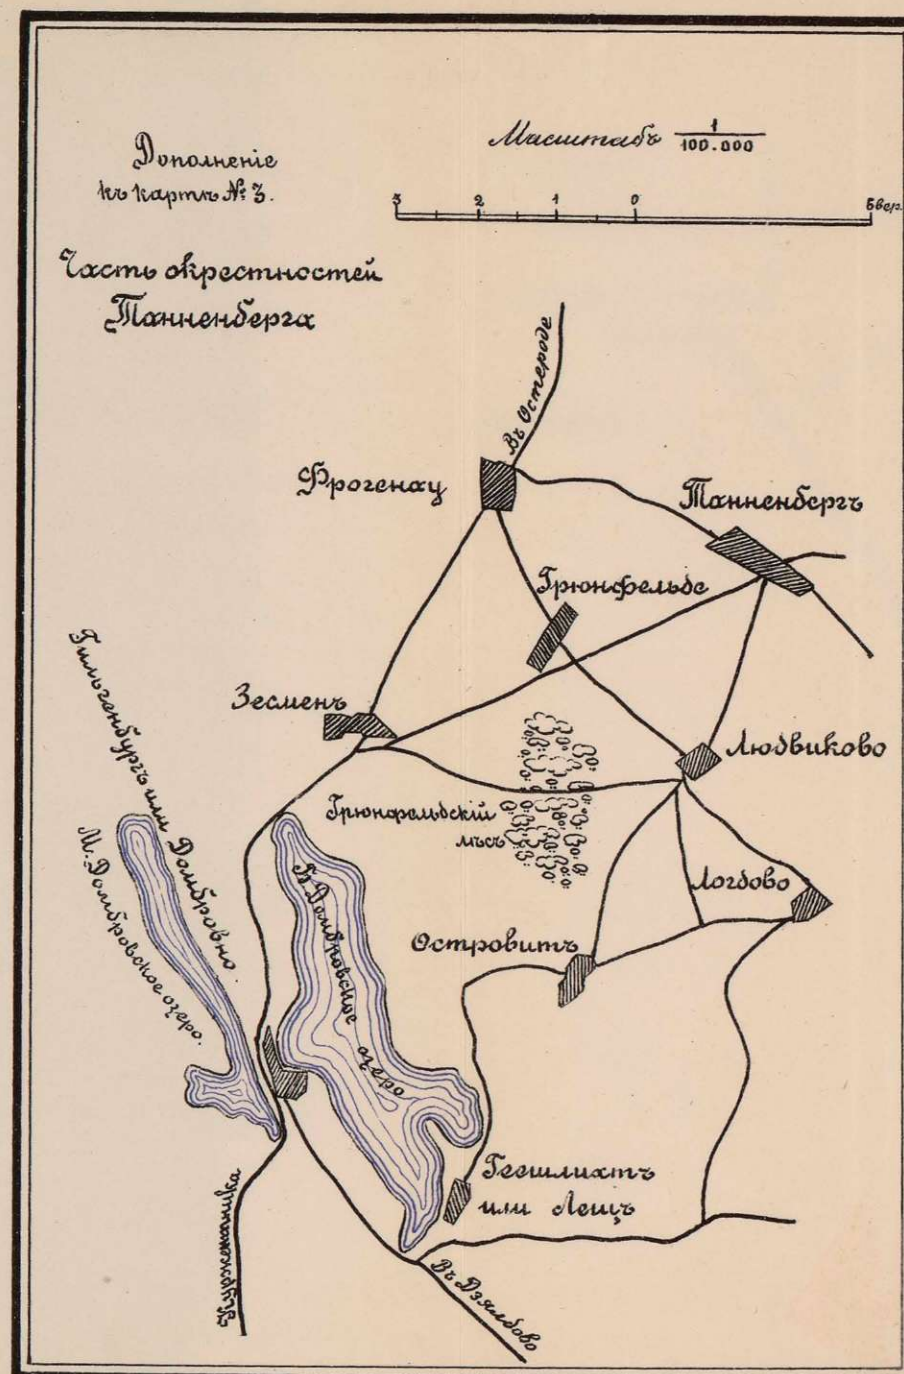 Дополненіе
къ картѣ № 3.
Масштабъ 1/100.000
3 2 1 0 5 вер.
Часть окрестностей
Танненберга
Въ Остероде
Фрогенау
Танненбергъ
Грюнфельде
Зесменъ
Людвиково
Гильгенбургъ или Домбровно
М. Домбровское озеро.
Б. Домбровское озеро
Грюнфельдскій
лѣсъ
Логдово
Островитъ
Геешлихтъ
или Лещъ
Въ Дзялдово